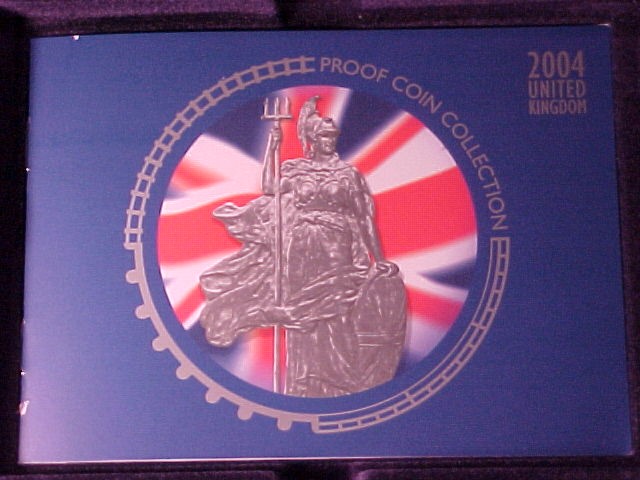 PROOF COIN COLLECTION
2004
UNITED
KINGDOM